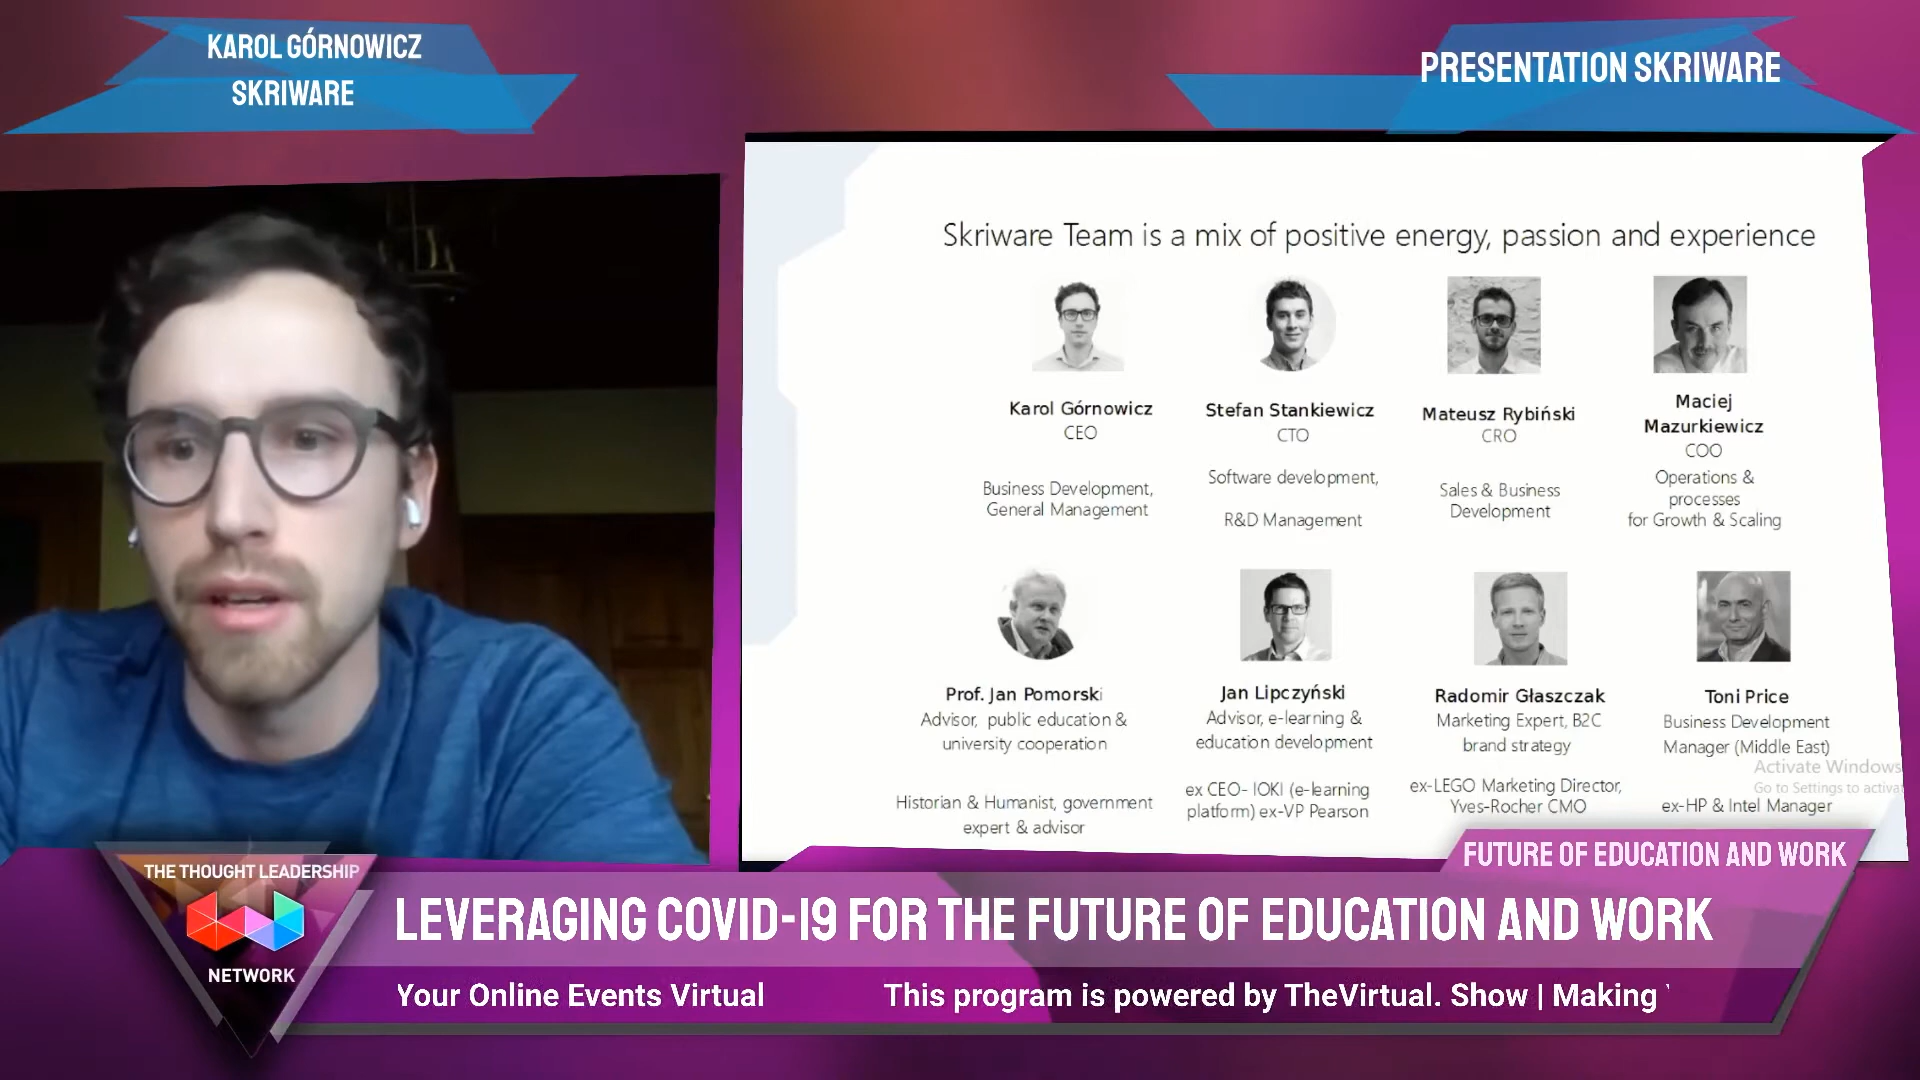 KAROL GÓRNOWICZ
SKRIWARE
PRESENTATION SKRIWARE
Skriware Team is a mix of positive energy, passion and experience
Karol Górnowicz
CEO
Business Development,
General Management
Stefan Stankiewicz
CTO
Software development,
R&D Management
Mateusz Rybiński
CRO
Sales & Business
Development
Maciej
Mazurkiewicz
COO
Operations &
processes
for Growth & Scaling
Prof. Jan Pomorski
Advisor, public education &
university cooperation
Historian & Humanist, government
expert & advisor
Jan Lipczyński
Advisor, e-learning &
education development
ex CEO- IOKI (e-learning
platform) ex-VP Pearson
Radomir Głaszczak
Marketing Expert, B2C
brand strategy
ex-LEGO Marketing Director,
Yves-Rocher CMO
Toni Price
Business Development
Manager (Middle East)
ex-HP & Intel Manager
Activate Windows
Go to Settings to activa
FUTURE OF EDUCATION AND WORK
THE THOUGHT LEADERSHIP
NETWORK
LEVERAGING COVID-19 FOR THE FUTURE OF EDUCATION AND WORK
Your Online Events Virtual This program is powered by TheVirtual. Show | Making